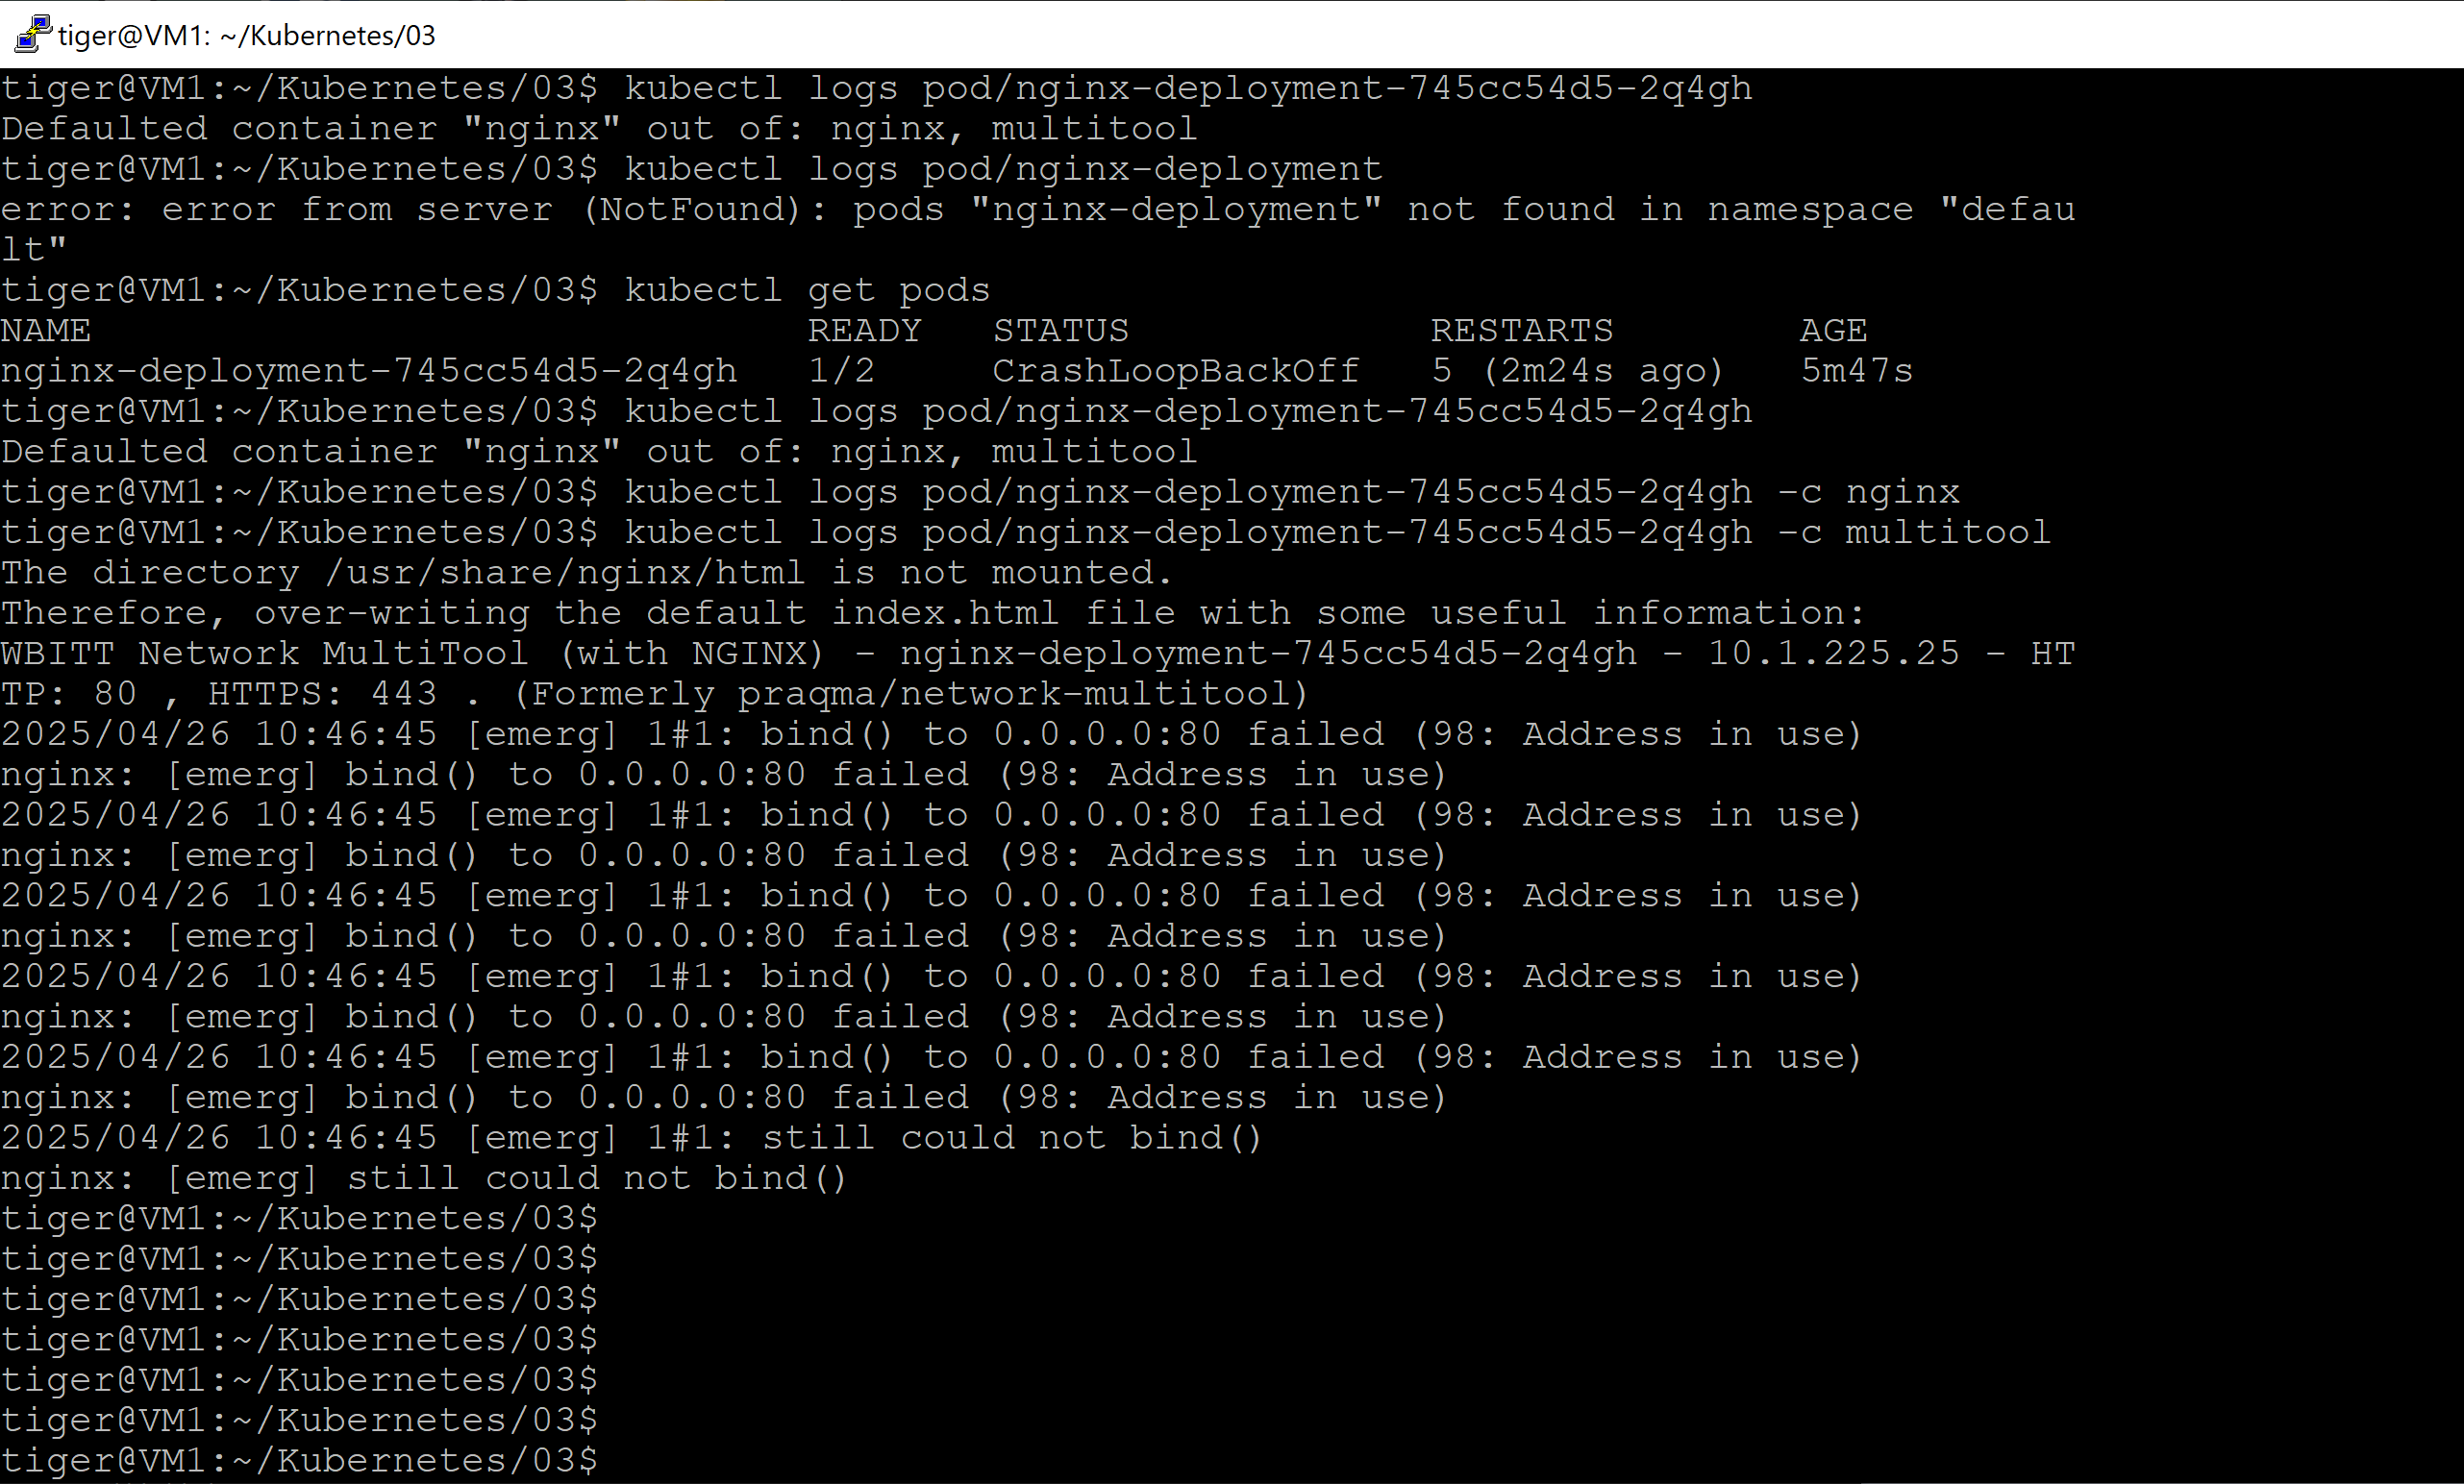 tiger@VM1: ~/Kubernetes/03
tiger@VM1:~/Kubernetes/03$ kubectl logs pod/nginx-deployment-745cc54d5-2q4gh
Defaulted container "nginx" out of: nginx, multitool
tiger@VM1:~/Kubernetes/03$ kubectl logs pod/nginx-deployment
error: error from server (NotFound): pods "nginx-deployment" not found in namespace "defau
lt"
tiger@VM1:~/Kubernetes/03$ kubectl get pods
NAME                               READY   STATUS             RESTARTS        AGE
nginx-deployment-745cc54d5-2q4gh   1/2     CrashLoopBackOff   5 (2m24s ago)   5m47s
tiger@VM1:~/Kubernetes/03$ kubectl logs pod/nginx-deployment-745cc54d5-2q4gh
Defaulted container "nginx" out of: nginx, multitool
tiger@VM1:~/Kubernetes/03$ kubectl logs pod/nginx-deployment-745cc54d5-2q4gh -c nginx
tiger@VM1:~/Kubernetes/03$ kubectl logs pod/nginx-deployment-745cc54d5-2q4gh -c multitool
The directory /usr/share/nginx/html is not mounted.
Therefore, over-writing the default index.html file with some useful information:
WBITT Network MultiTool (with NGINX) - nginx-deployment-745cc54d5-2q4gh - 10.1.225.25 - HT
TP: 80 , HTTPS: 443 . (Formerly praqma/network-multitool)
2025/04/26 10:46:45 [emerg] 1#1: bind() to 0.0.0.0:80 failed (98: Address in use)
nginx: [emerg] bind() to 0.0.0.0:80 failed (98: Address in use)
2025/04/26 10:46:45 [emerg] 1#1: bind() to 0.0.0.0:80 failed (98: Address in use)
nginx: [emerg] bind() to 0.0.0.0:80 failed (98: Address in use)
2025/04/26 10:46:45 [emerg] 1#1: bind() to 0.0.0.0:80 failed (98: Address in use)
nginx: [emerg] bind() to 0.0.0.0:80 failed (98: Address in use)
2025/04/26 10:46:45 [emerg] 1#1: bind() to 0.0.0.0:80 failed (98: Address in use)
nginx: [emerg] bind() to 0.0.0.0:80 failed (98: Address in use)
2025/04/26 10:46:45 [emerg] 1#1: bind() to 0.0.0.0:80 failed (98: Address in use)
nginx: [emerg] bind() to 0.0.0.0:80 failed (98: Address in use)
2025/04/26 10:46:45 [emerg] 1#1: still could not bind()
nginx: [emerg] still could not bind()
tiger@VM1:~/Kubernetes/03$
tiger@VM1:~/Kubernetes/03$
tiger@VM1:~/Kubernetes/03$
tiger@VM1:~/Kubernetes/03$
tiger@VM1:~/Kubernetes/03$
tiger@VM1:~/Kubernetes/03$
tiger@VM1:~/Kubernetes/03$